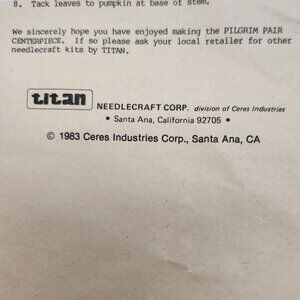 8. Tack leaves to pumpkin at base of stem.
We sincerely hope you have enjoyed making the PILGRIM PAIR
CENTERPIECE. If so please ask your local retailer for other
needlecraft kits by TITAN.
titan NEEDLECRAFT CORP. division of Ceres Industries
• Santa Ana, California 92705 •
© 1983 Ceres Industries Corp., Santa Ana, CA